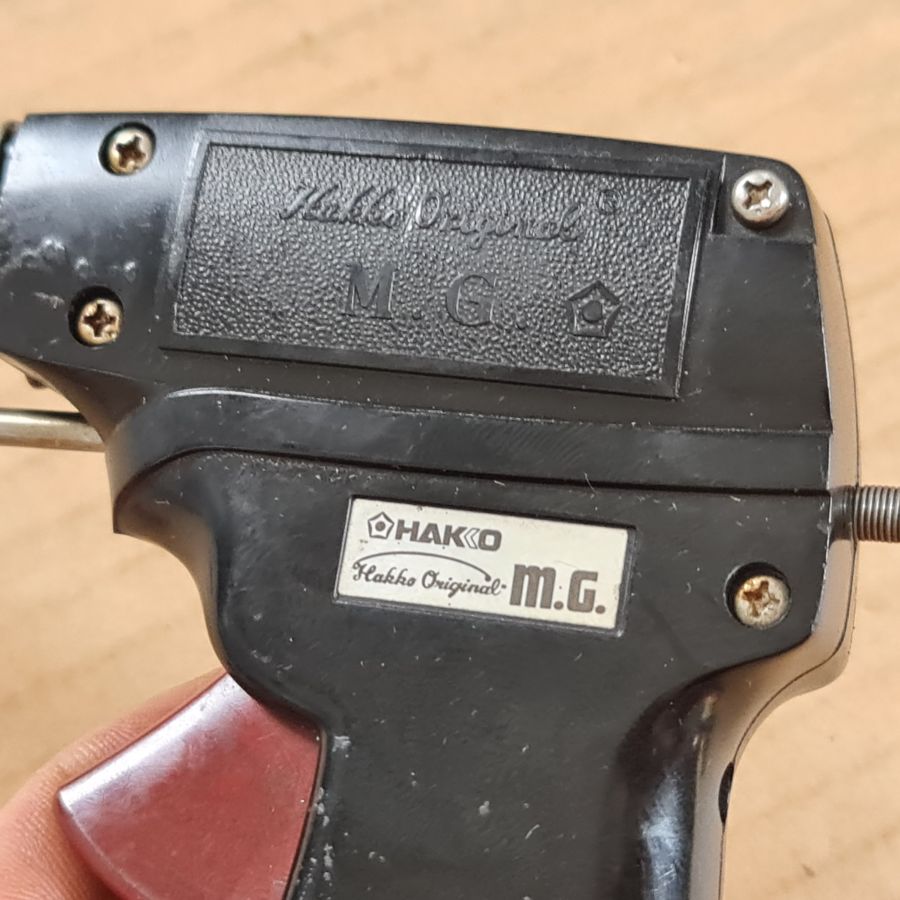 Hakko Original ®
M.G.
HAKKO
Hakko Original M.G.